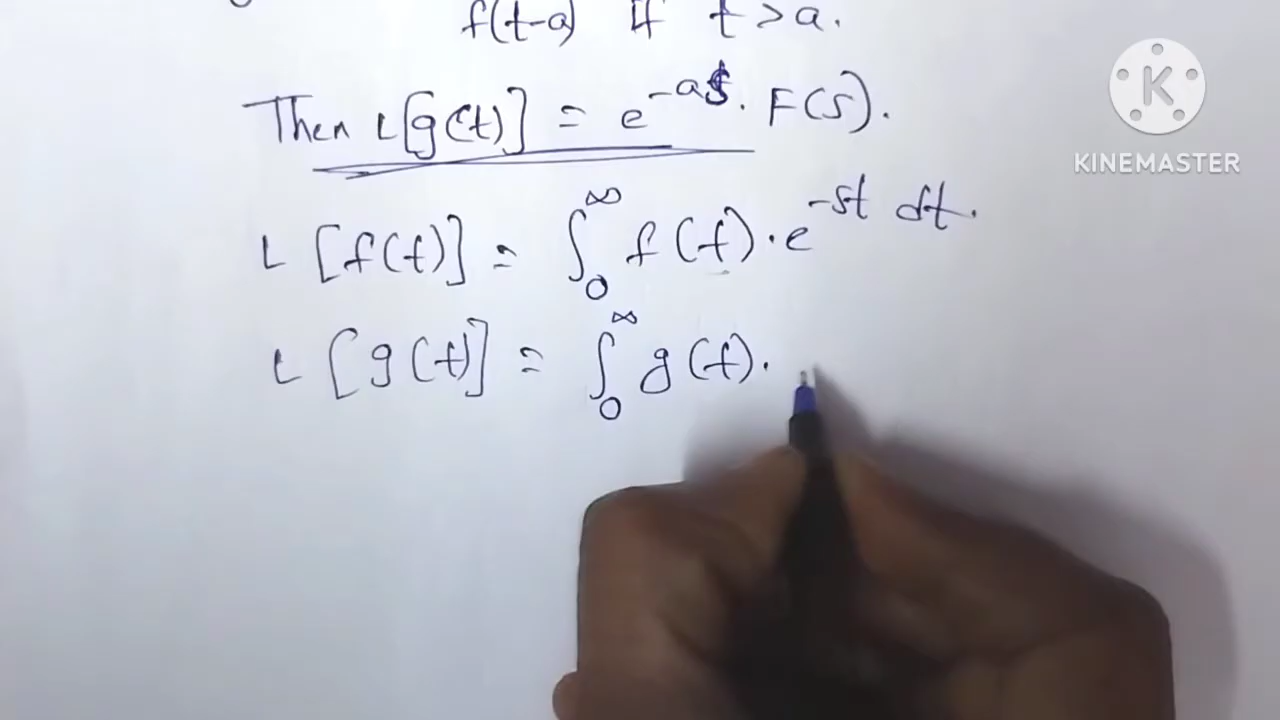 f(t-a) if t > a.
Then L[g(t)] = e^{-as} . F(s).
L [f(t)] = ∫_0^∞ f(t) . e^{-st} dt.
L [g(t)] = ∫_0^∞ g(t) .
K
KINEMASTER